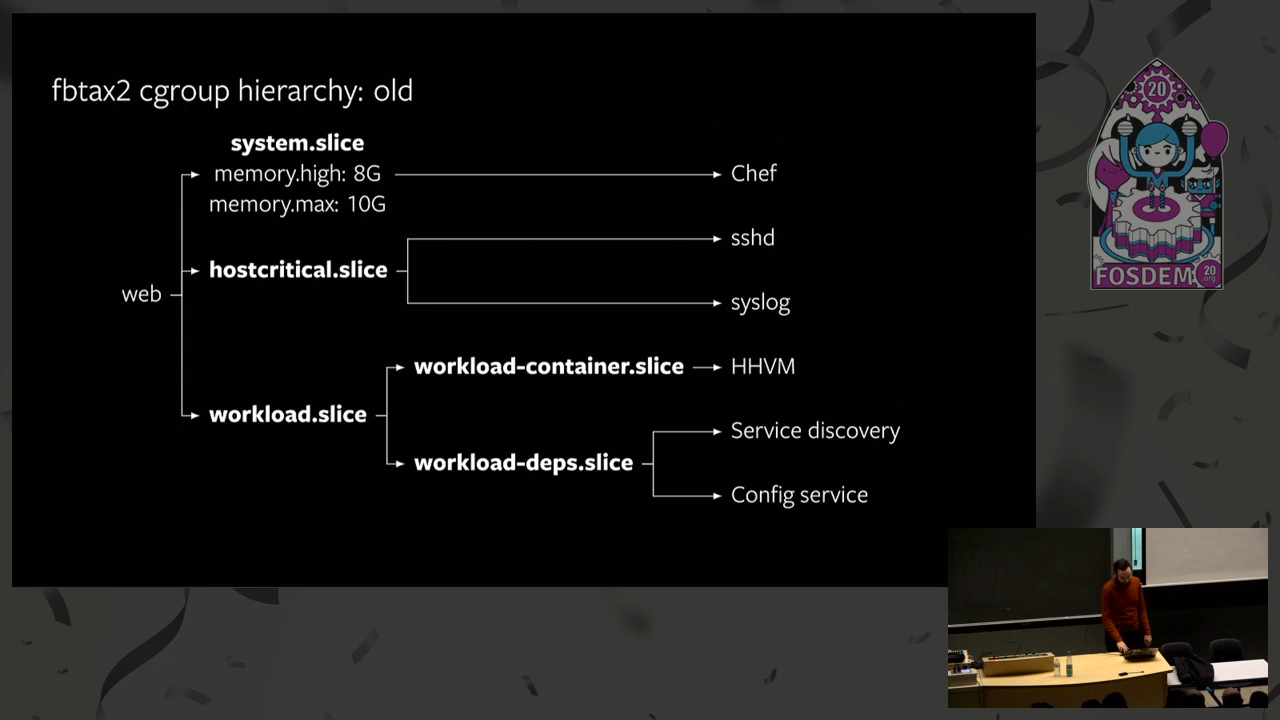 fbtax2 cgroup hierarchy: old
system.slice
memory.high: 8G
memory.max: 10G
Chef
sshd
hostcritical.slice
web
syslog
workload-container.slice
HHVM
workload.slice
Service discovery
workload-deps.slice
Config service
20
FOSDEM
20
.org